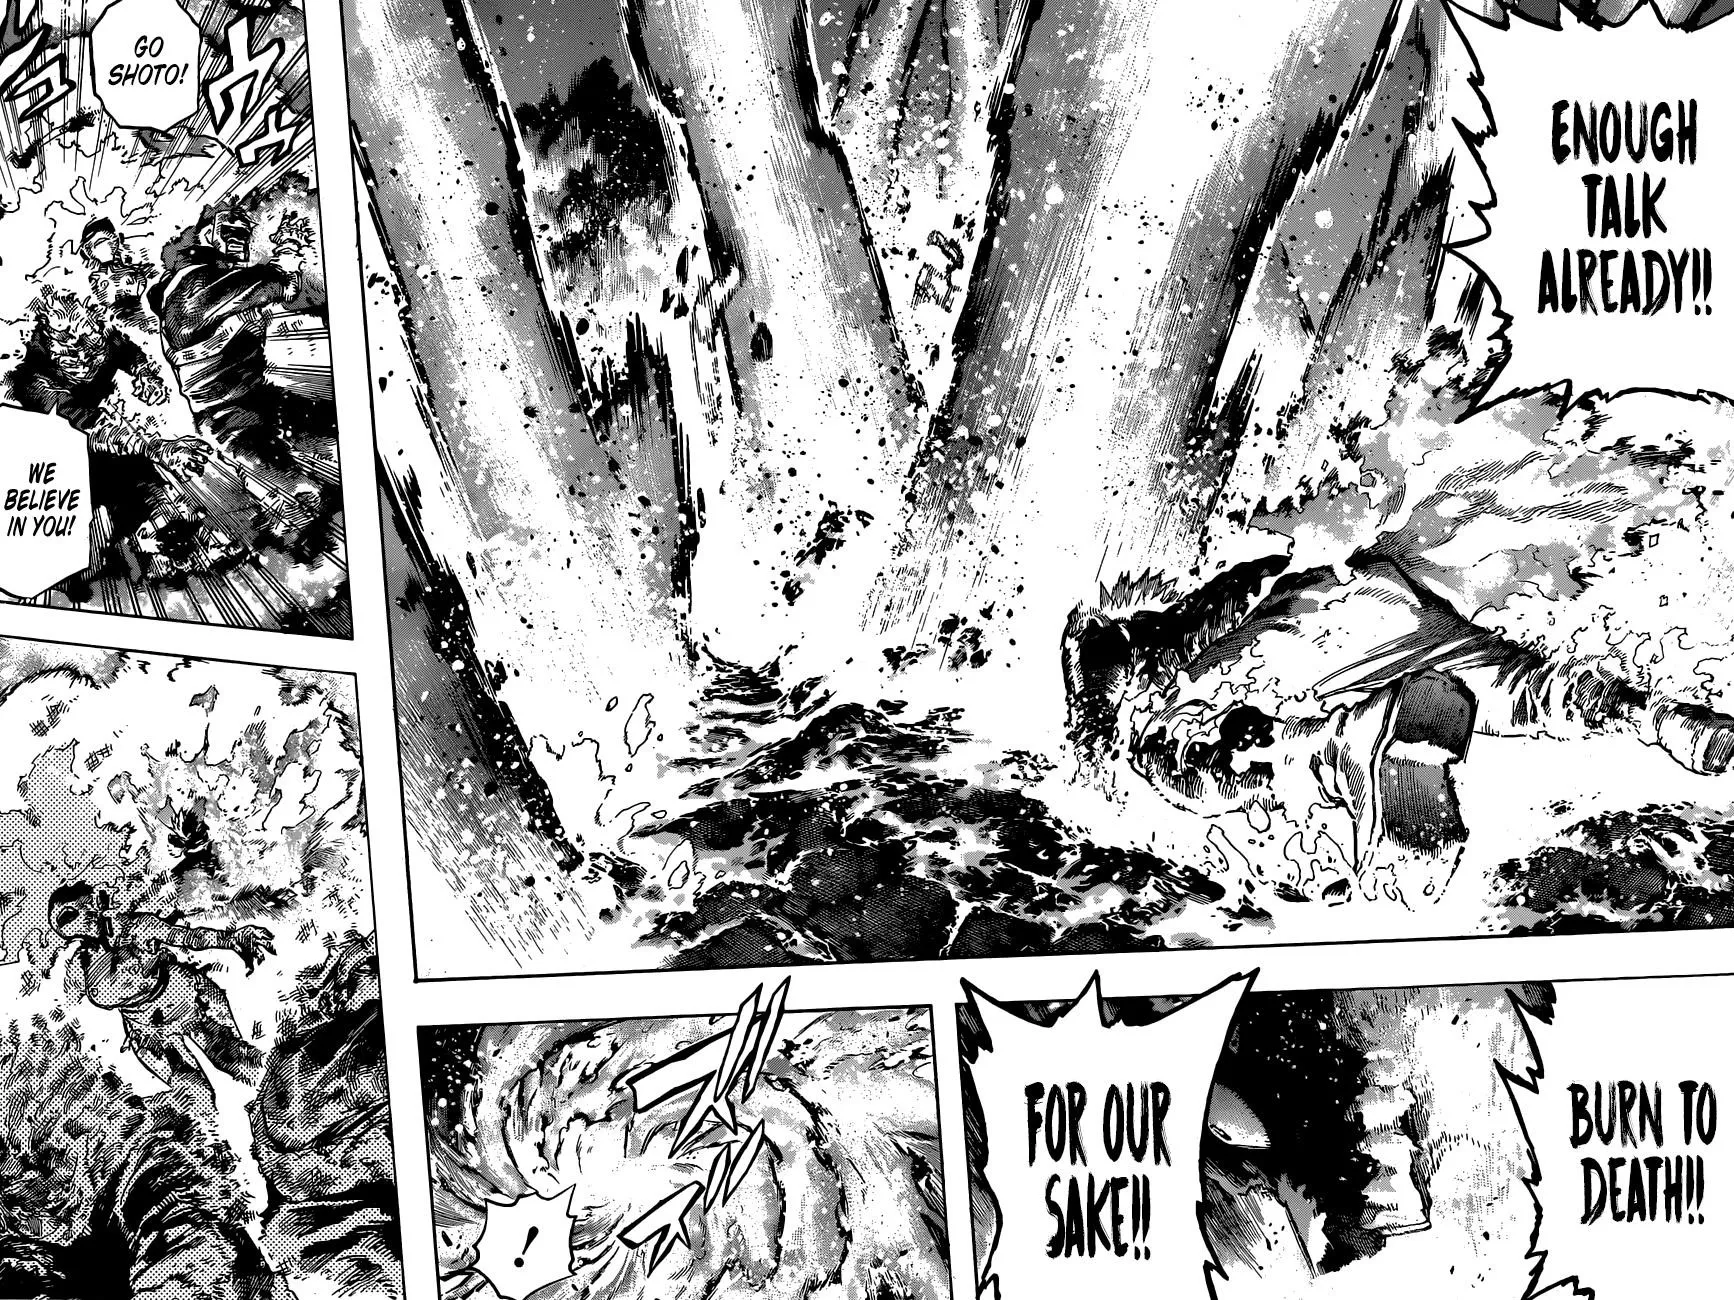 ENOUGH
TALK
ALREADY!!
BURN TO
DEATH!!
FOR OUR
SAKE!!
!
GO
SHOTO!
WE
BELIEVE
IN YOU!